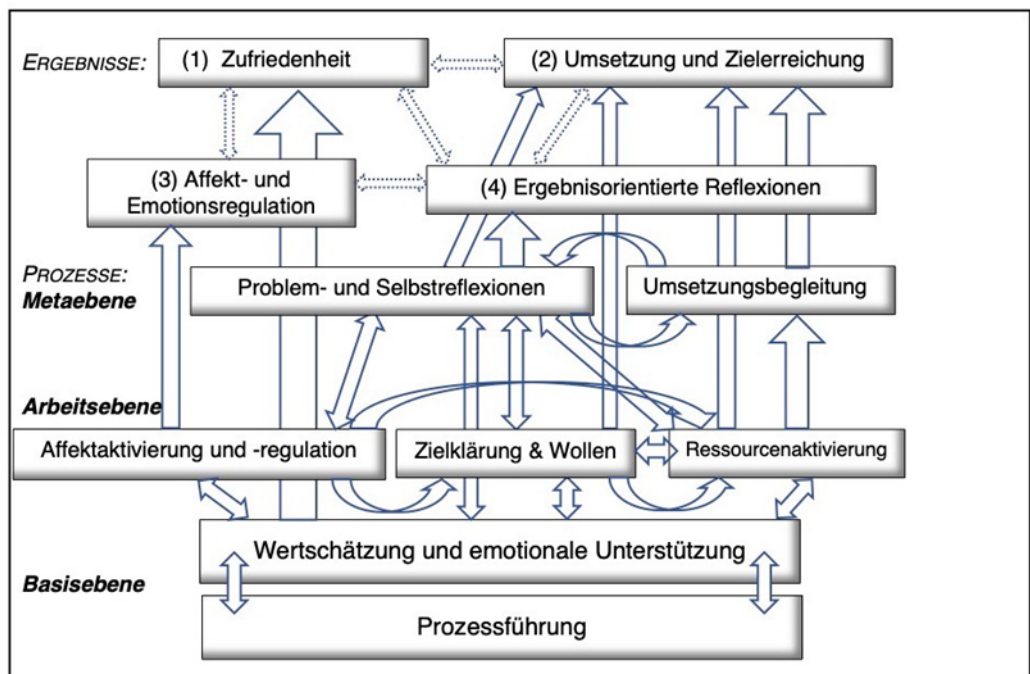 ERGEBNISSE:
(1) Zufriedenheit
(2) Umsetzung und Zielerreichung
(3) Affekt- und
Emotionsregulation
(4) Ergebnisorientierte Reflexionen
PROZESSE:
Metaebene
Problem- und Selbstreflexionen
Umsetzungsbegleitung
Arbeitsebene
Affektaktivierung und -regulation
Zielklärung & Wollen
Ressourcenaktivierung
Wertschätzung und emotionale Unterstützung
Basisebene
Prozessführung